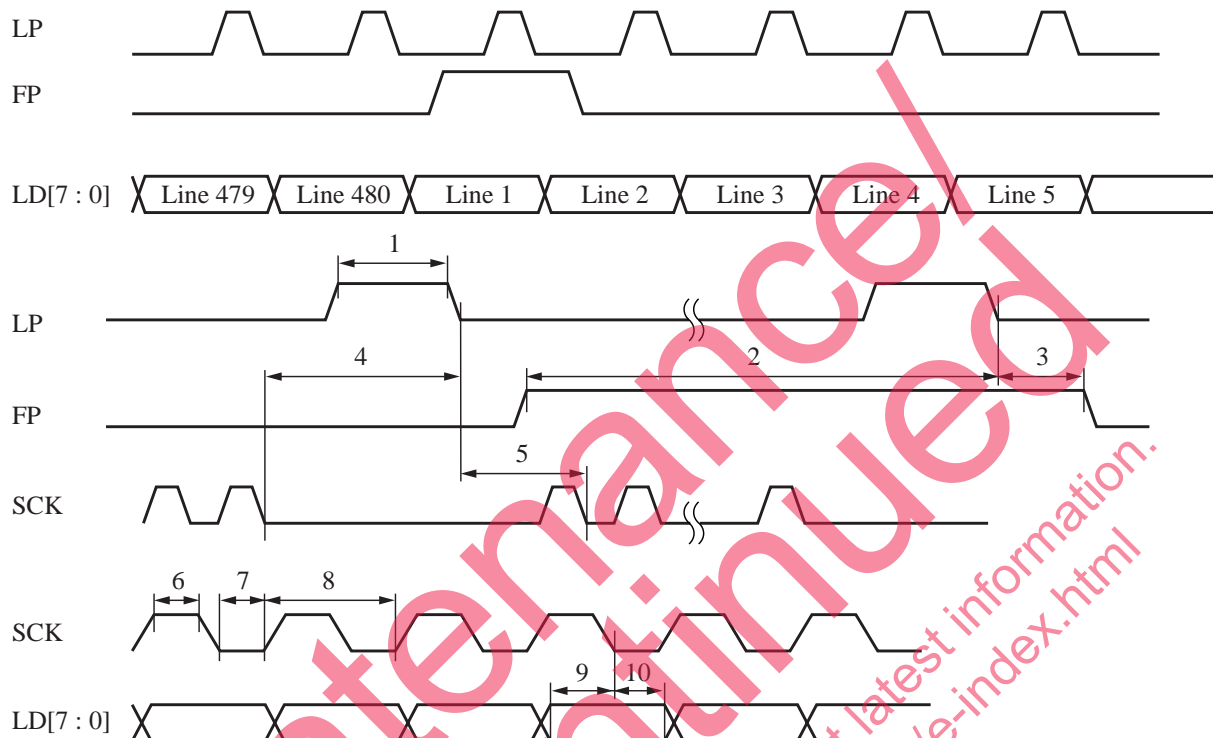 LP
FP
LD[7 : 0] Line 479 Line 480 Line 1 Line 2 Line 3 Line 4 Line 5
1
LP
4 2 3
FP
5
SCK
6 7 8
SCK
9 10
LD[7 : 0]
tenance/
ntinued
t latest information.
/e-index.html